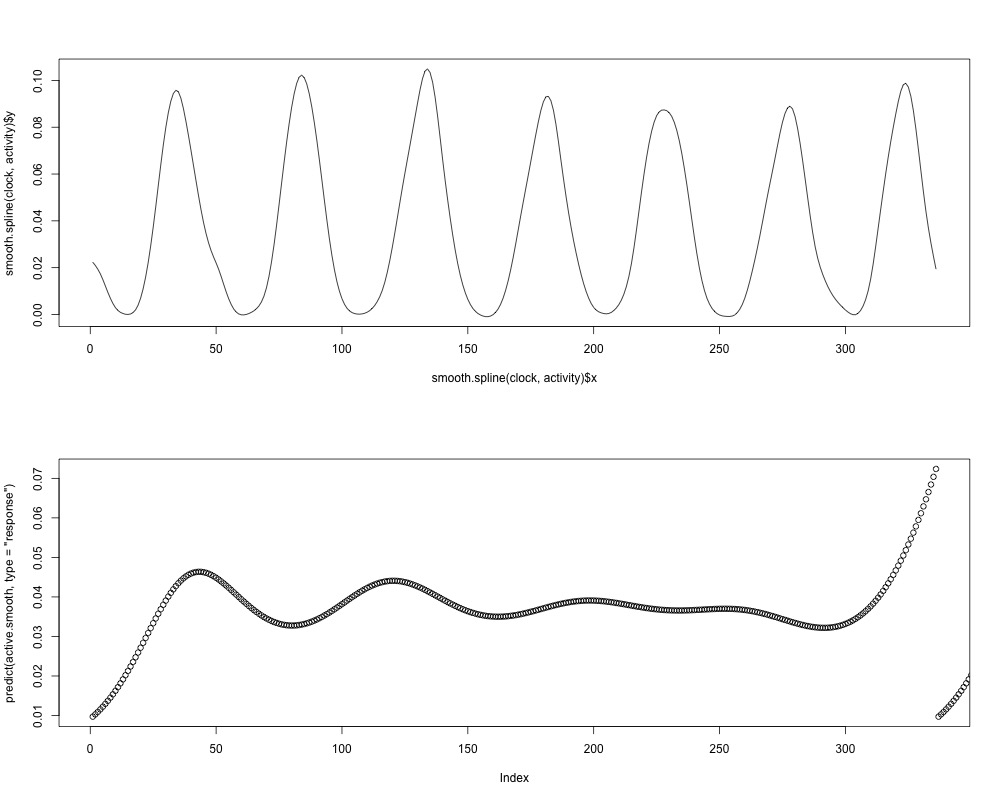 smooth.spline(clock, activity)$y
0.10
0.08
0.06
0.04
0.02
0.00
0 50 100 150 200 250 300
smooth.spline(clock, activity)$x
predict(active.smooth, type = "response")
0.07
0.06
0.05
0.04
0.03
0.02
0.01
0 50 100 150 200 250 300
Index